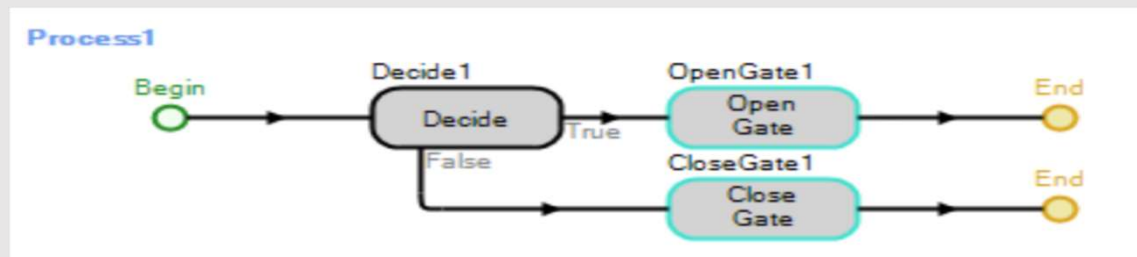 Process1
Begin
Decide1
Decide
True
False
OpenGate1
Open
Gate
End
CloseGate1
Close
Gate
End